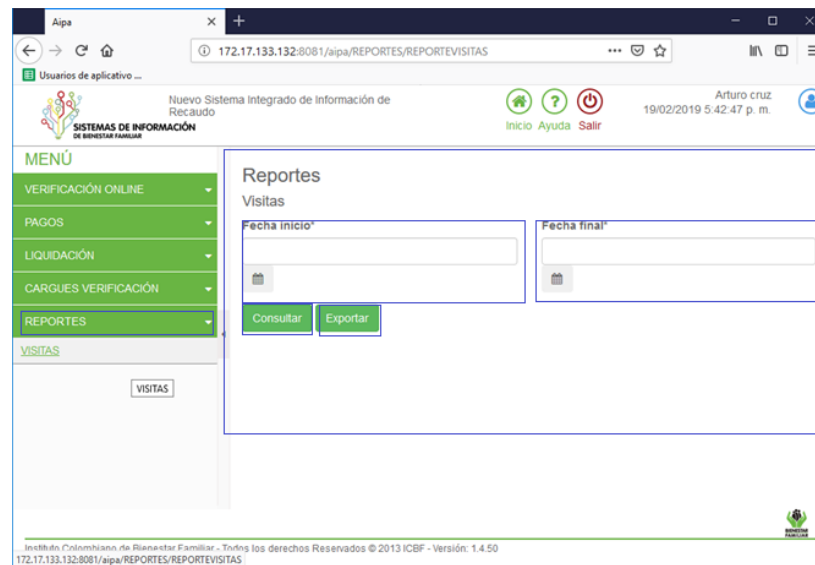 Aipa
172.17.133.132:8081/aipa/REPORTES/REPORTEVISITAS
Usuarios de aplicativo ...
SISTEMAS DE INFORMACIÓN
DE BIENESTAR FAMILIAR
Nuevo Sistema Integrado de Información de
Recaudo
Inicio Ayuda Salir
Arturo cruz
19/02/2019 5:42:47 p. m.
MENÚ
VERIFICACIÓN ONLINE
PAGOS
LIQUIDACIÓN
CARGUES VERIFICACIÓN
REPORTES
VISITAS
VISITAS
Reportes
Visitas
Fecha inicio*
Fecha final*
Consultar Exportar
BIENESTAR
FAMILIAR
Instituto Colombiano de Bienestar Familiar - Todos los derechos Reservados © 2013 ICBF - Versión: 1.4.50
172.17.133.132:8081/aipa/REPORTES/REPORTEVISITAS